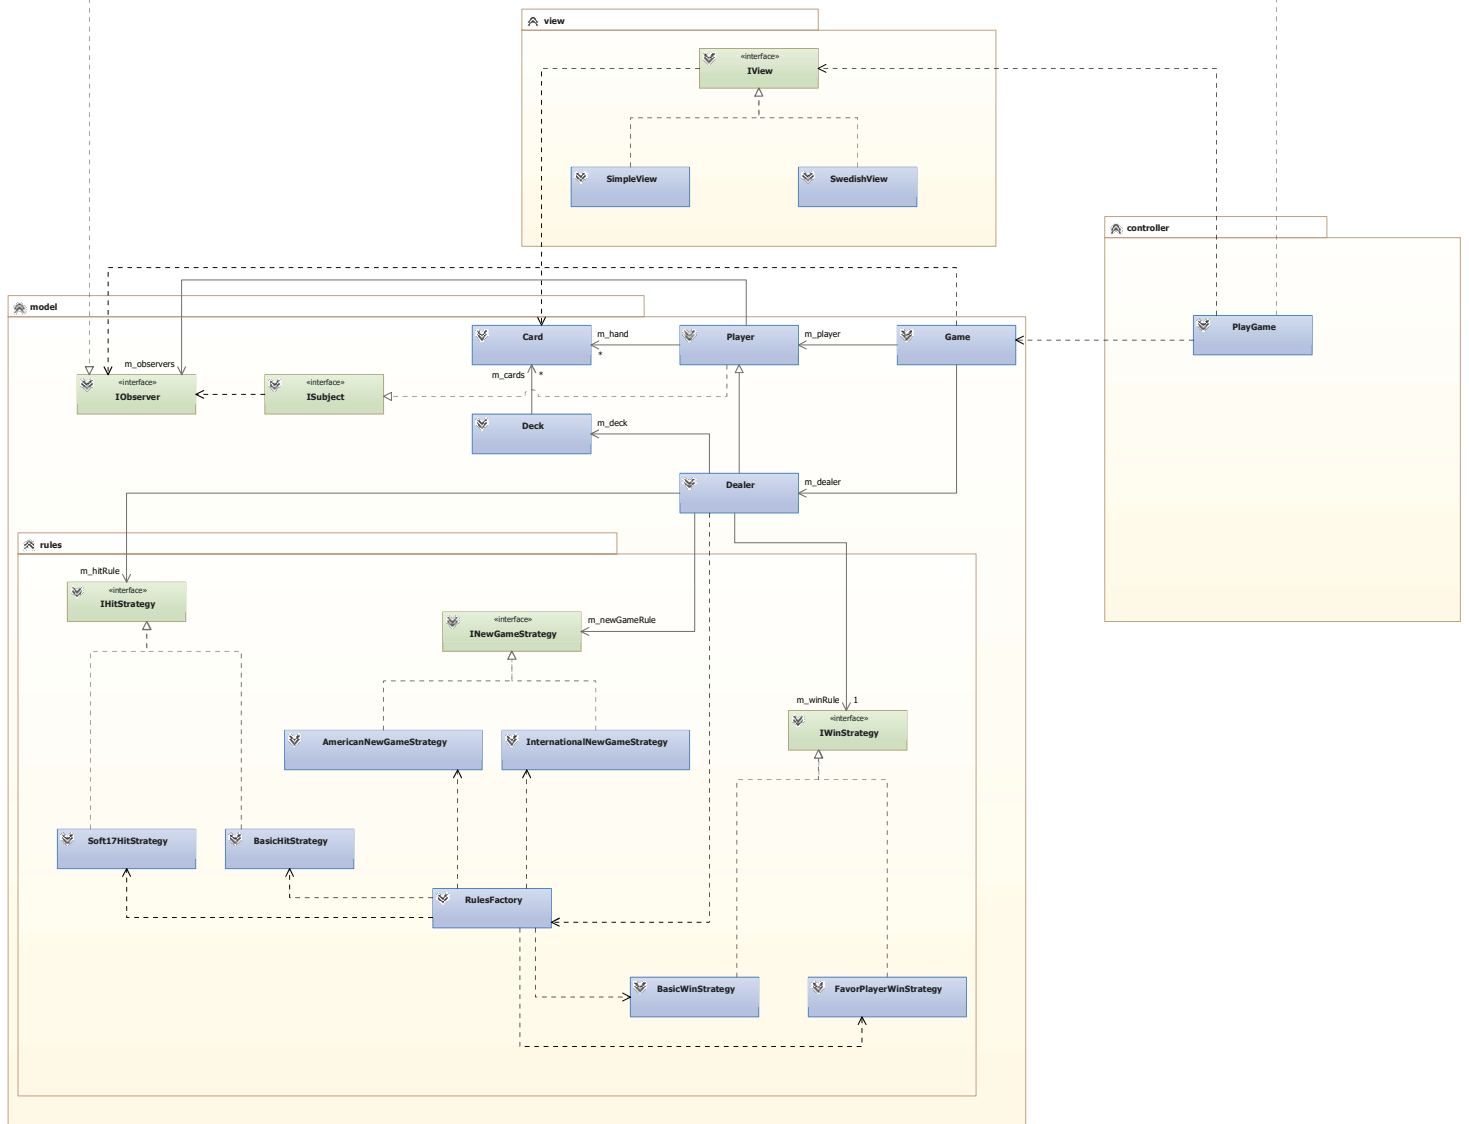 view
«interface»
IView
SimpleView
SwedishView
controller
model
PlayGame
Card
m_hand
*
Player
m_player
Game
m_observers
«interface»
IObserver
«interface»
ISubject
m_cards
*
Deck
m_deck
Dealer
m_dealer
rules
m_hitRule
«interface»
IHitStrategy
«interface»
INewGameStrategy
m_newGameRule
m_winRule
1
«interface»
IWinStrategy
AmericanNewGameStrategy
InternationalNewGameStrategy
Soft17HitStrategy
BasicHitStrategy
RulesFactory
BasicWinStrategy
FavorPlayerWinStrategy